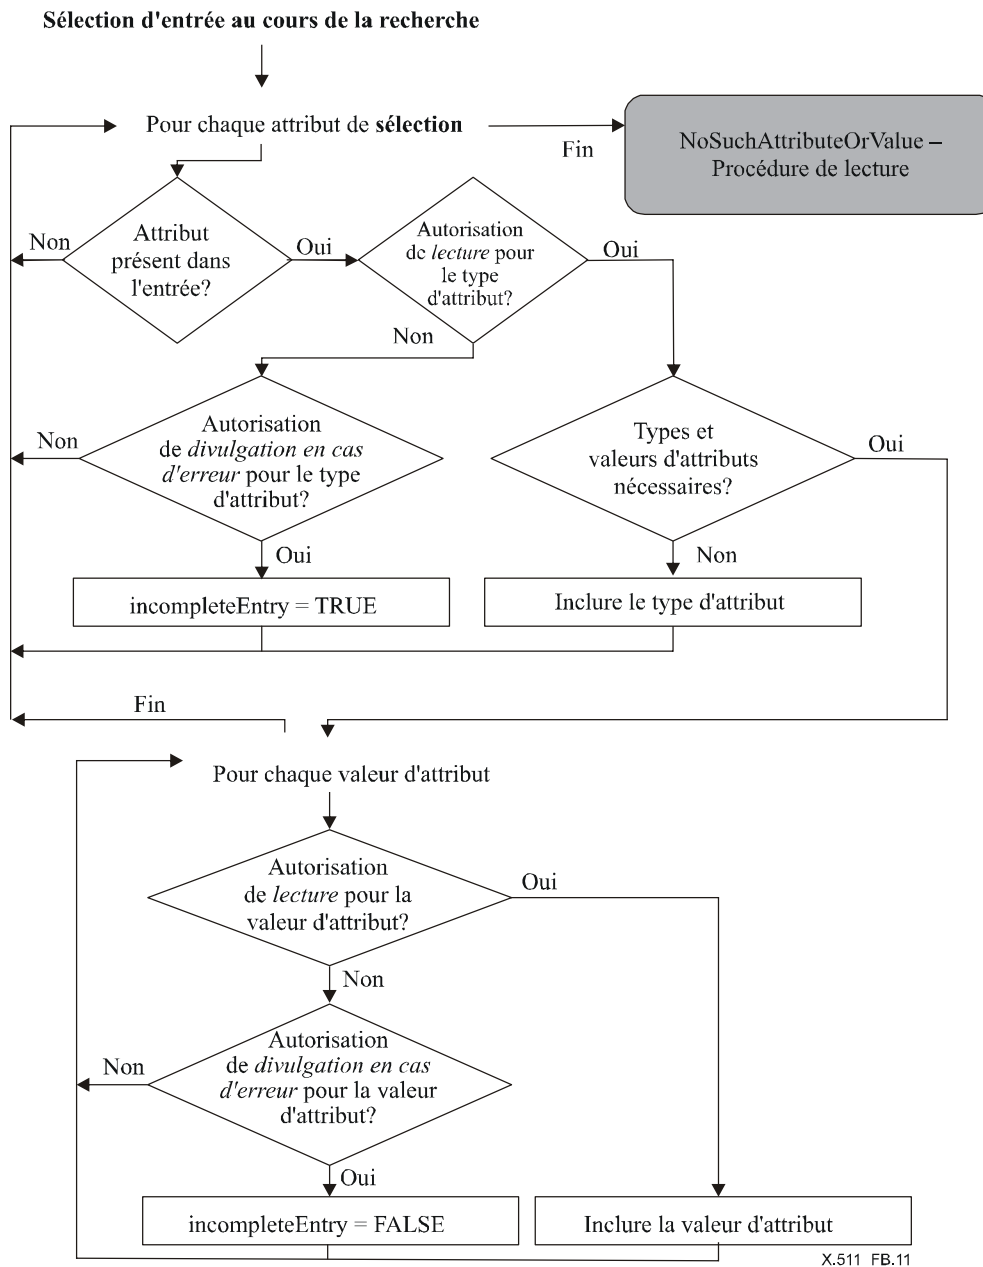 Sélection d'entrée au cours de la recherche
Pour chaque attribut de sélection
Fin
NoSuchAttributeOrValue –
Procédure de lecture
Non
Attribut
présent dans
l'entrée?
Oui
Autorisation
de lecture pour
le type
d'attribut?
Oui
Non
Non
Autorisation
de divulgation en cas
d'erreur pour le type
d'attribut?
Types et
valeurs d'attributs
nécessaires?
Oui
Oui
Non
incompleteEntry = TRUE
Inclure le type d'attribut
Fin
Pour chaque valeur d'attribut
Autorisation
de lecture pour la
valeur d'attribut?
Oui
Non
Non
Autorisation
de divulgation en cas
d'erreur pour la valeur
d'attribut?
Oui
incompleteEntry = FALSE
Inclure la valeur d'attribut
X.511 FB.11